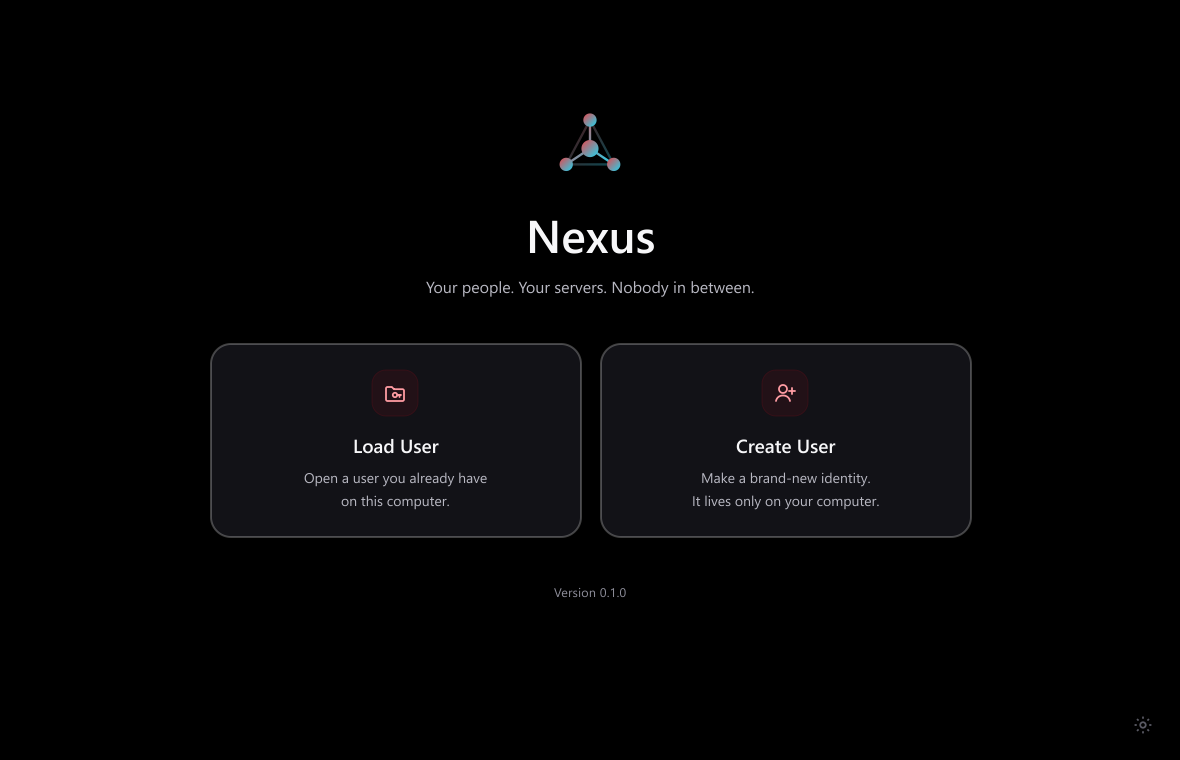 Nexus
Your people. Your servers. Nobody in between.
Load User
Open a user you already have
on this computer.
Create User
Make a brand-new identity.
It lives only on your computer.
Version 0.1.0